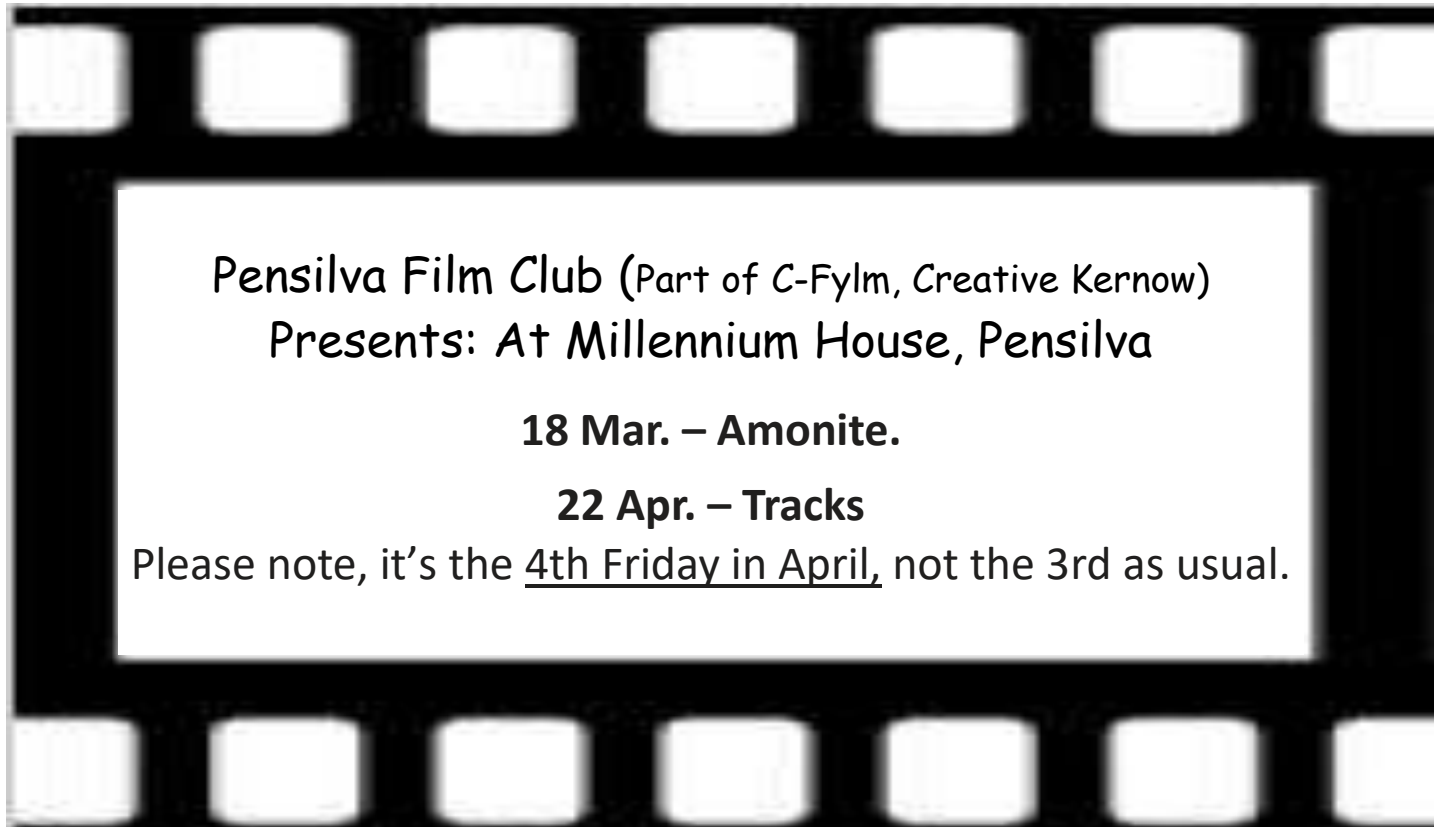 Pensilva Film Club (Part of C-Fylm, Creative Kernow)
Presents: At Millennium House, Pensilva
18 Mar. – Amonite.
22 Apr. – Tracks
Please note, it’s the 4th Friday in April, not the 3rd as usual.